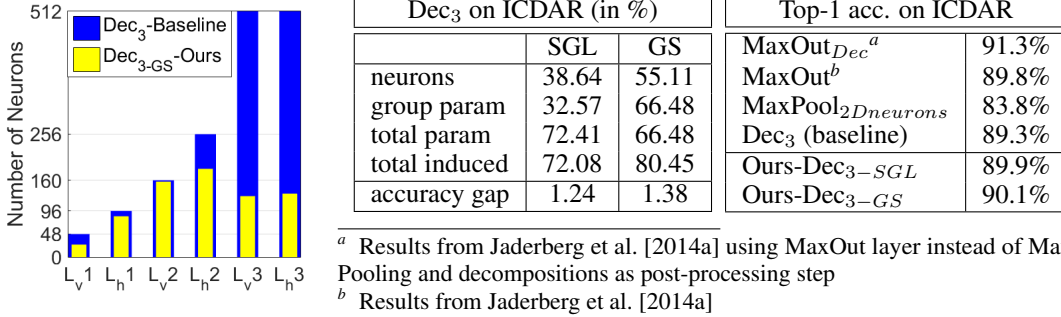 512
256
160
96
48
0
Number of Neurons
Dec3-Baseline
Dec3-GS-Ours
Lv1 Lh1 Lv2 Lh2 Lv3 Lh3
Dec3 on ICDAR (in %)
SGL GS
neurons 38.64 55.11
group param 32.57 66.48
total param 72.41 66.48
total induced 72.08 80.45
accuracy gap 1.24 1.38
Top-1 acc. on ICDAR
MaxOutDec a 91.3%
MaxOut b 89.8%
MaxPool2Dneurons 83.8%
Dec3 (baseline) 89.3%
Ours-Dec3−SGL 89.9%
Ours-Dec3−GS 90.1%
a Results from Jaderberg et al. [2014a] using MaxOut layer instead of Ma
Pooling and decompositions as post-processing step
b Results from Jaderberg et al. [2014a]